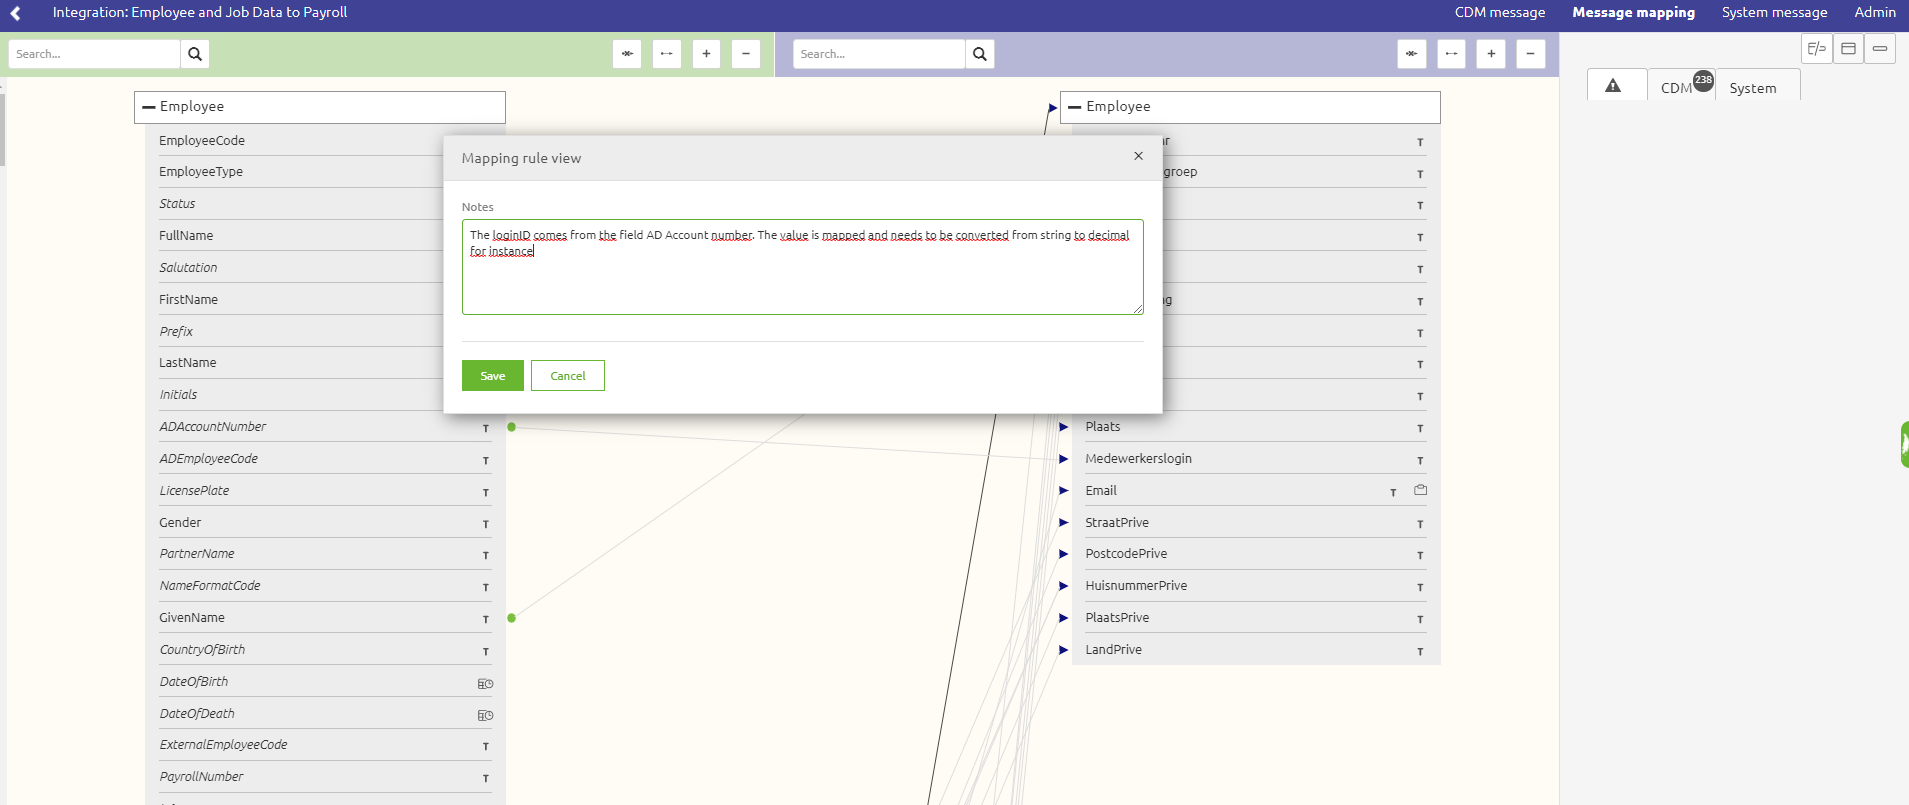 Integration: Employee and Job Data to Payroll
CDM message
Message mapping
System message
Admin
Search...
Search...
CDM
238
System
Employee
EmployeeCode
EmployeeType
Status
FullName
Salutation
FirstName
Prefix
LastName
Initials
ADAccountNumber
T
ADEmployeeCode
T
LicensePlate
T
Gender
T
PartnerName
T
NameFormatCode
T
GivenName
T
CountryOfBirth
T
DateOfBirth
DateOfDeath
ExternalEmployeeCode
T
PayrollNumber
T
Mapping rule view
Notes
The loginID comes from the field AD Account number. The value is mapped and needs to be converted from string to decimal
for instance
Save
Cancel
Employee
T
groep
T
T
T
T
T
T
T
T
Plaats
T
Medewerkerslogin
T
Email
T
StraatPrive
T
PostcodePrive
T
HuisnummerPrive
T
PlaatsPrive
T
LandPrive
T